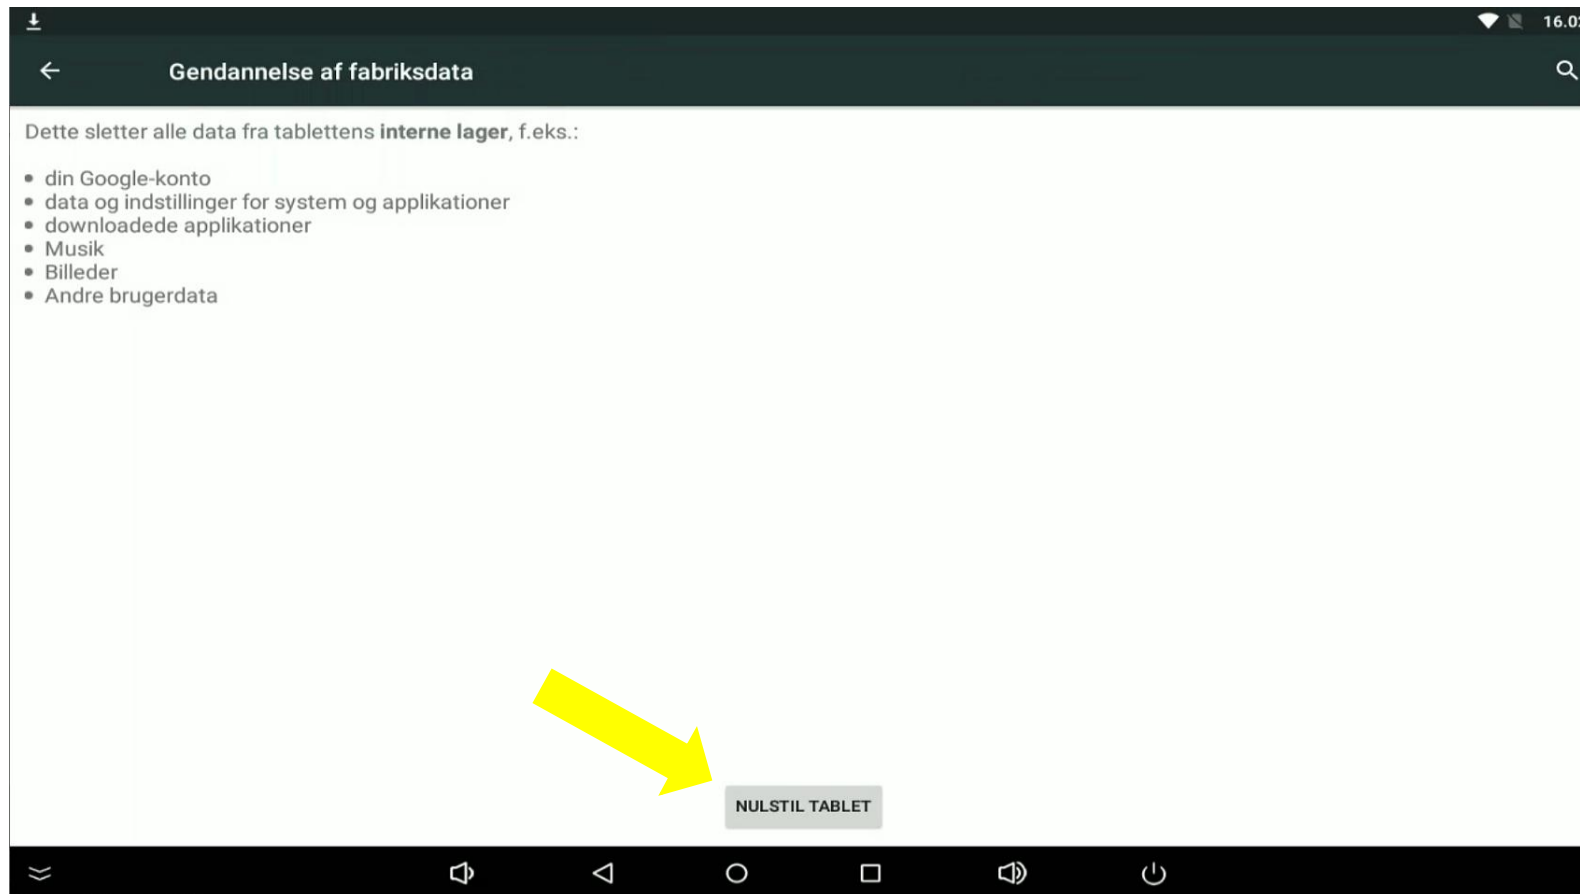 16.0
Gendannelse af fabriksdata
Dette sletter alle data fra tablettens interne lager, f.eks.:
din Google-konto
data og indstillinger for system og applikationer
downloadede applikationer
Musik
Billeder
Andre brugerdata
NULSTIL TABLET